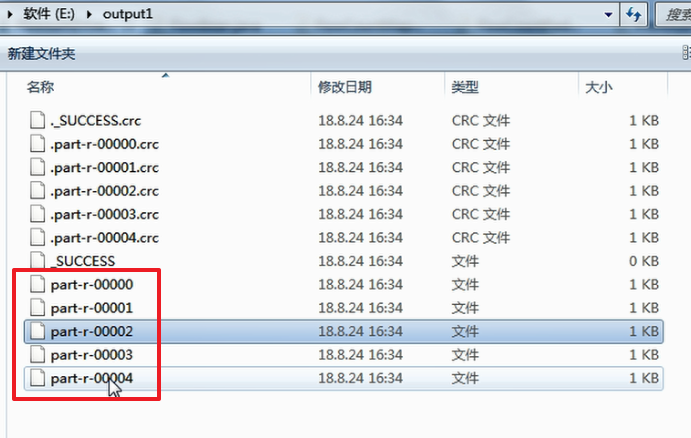 软件 (E:) ▸ output1
搜索
新建文件夹
名称 修改日期 类型 大小
._SUCCESS.crc 18.8.24 16:34 CRC 文件 1 KB
.part-r-00000.crc 18.8.24 16:34 CRC 文件 1 KB
.part-r-00001.crc 18.8.24 16:34 CRC 文件 1 KB
.part-r-00002.crc 18.8.24 16:34 CRC 文件 1 KB
.part-r-00003.crc 18.8.24 16:34 CRC 文件 1 KB
.part-r-00004.crc 18.8.24 16:34 CRC 文件 1 KB
_SUCCESS 18.8.24 16:34 文件 0 KB
part-r-00000 18.8.24 16:34 文件 1 KB
part-r-00001 18.8.24 16:34 文件 1 KB
part-r-00002 18.8.24 16:34 文件 1 KB
part-r-00003 18.8.24 16:34 文件 1 KB
part-r-00004 18.8.24 16:34 文件 1 KB